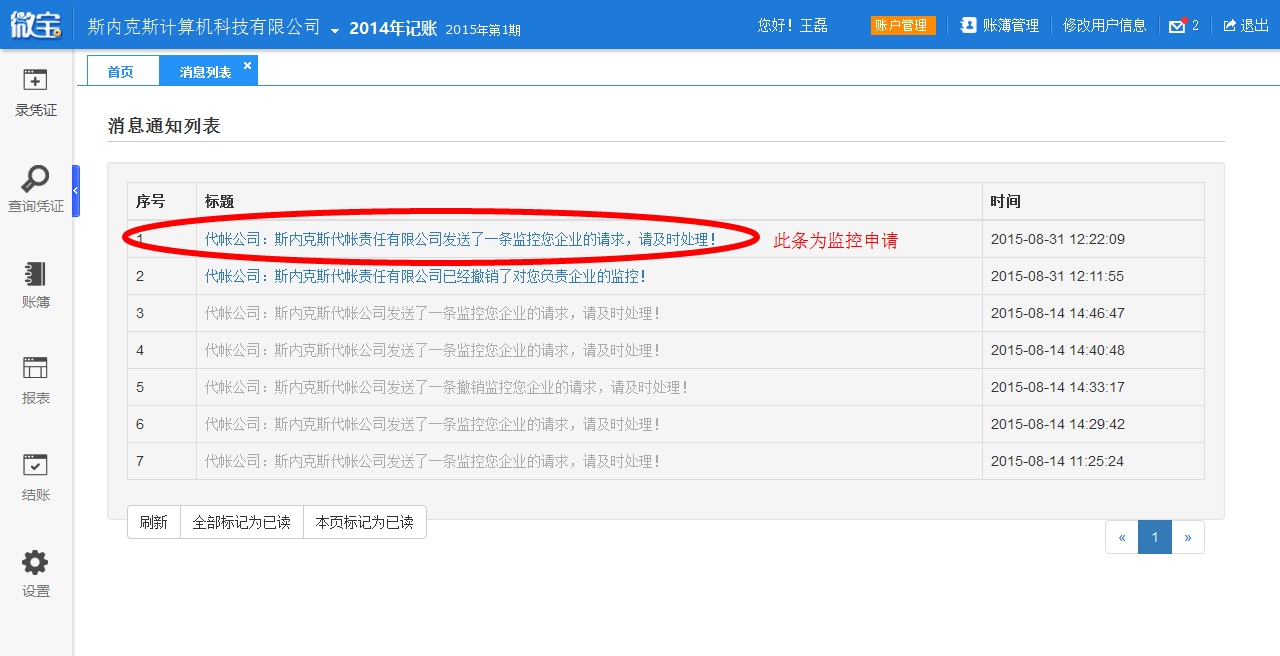 微宝 斯内克斯计算机科技有限公司 2014年记账 2015年第1期 您好！王磊 账户管理 账簿管理 修改用户信息 2 退出
首页 消息列表 ×
录凭证
查询凭证
账簿
报表
结账
设置
消息通知列表
序号 标题 时间
1 代帐公司：斯内克斯代帐责任有限公司发送了一条监控您企业的请求，请及时处理！ 此条为监控申请 2015-08-31 12:22:09
2 代帐公司：斯内克斯代帐责任有限公司已经撤销了对您负责企业的监控！ 2015-08-31 12:11:55
3 代帐公司：斯内克斯代帐公司发送了一条监控您企业的请求，请及时处理！ 2015-08-14 14:46:47
4 代帐公司：斯内克斯代帐公司发送了一条监控您企业的请求，请及时处理！ 2015-08-14 14:40:48
5 代帐公司：斯内克斯代帐公司发送了一条撤销监控您企业的请求，请及时处理！ 2015-08-14 14:33:17
6 代帐公司：斯内克斯代帐公司发送了一条监控您企业的请求，请及时处理！ 2015-08-14 14:29:42
7 代帐公司：斯内克斯代帐公司发送了一条监控您企业的请求，请及时处理！ 2015-08-14 11:25:24
刷新 全部标记为已读 本页标记为已读
« 1 »